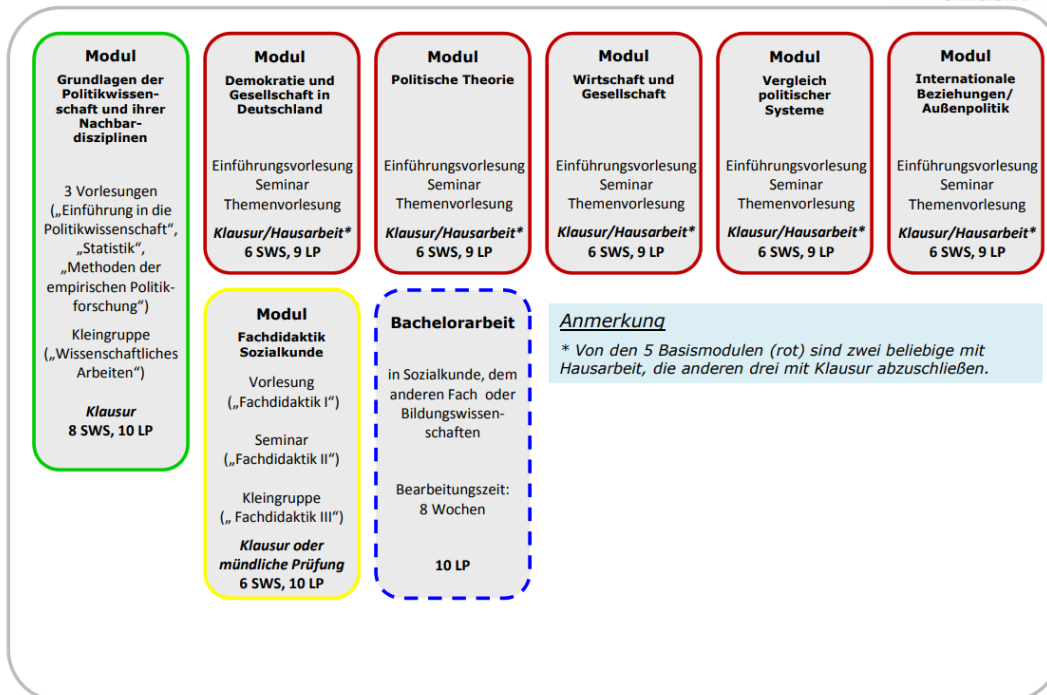 Modul
Grundlagen der
Politikwissen-
schaft und ihrer
Nachbar-
disziplinen
3 Vorlesungen
(„Einführung in die
Politikwissenschaft“,
„Statistik“,
„Methoden der
empirischen Politik-
forschung“)
Kleingruppe
(„Wissenschaftliches
Arbeiten“)
Klausur
8 SWS, 10 LP
Modul
Demokratie und
Gesellschaft in
Deutschland
Einführungsvorlesung
Seminar
Themenvorlesung
Klausur/Hausarbeit*
6 SWS, 9 LP
Modul
Politische Theorie
Einführungsvorlesung
Seminar
Themenvorlesung
Klausur/Hausarbeit*
6 SWS, 9 LP
Modul
Wirtschaft und
Gesellschaft
Einführungsvorlesung
Seminar
Themenvorlesung
Klausur/Hausarbeit*
6 SWS, 9 LP
Modul
Vergleich
politischer
Systeme
Einführungsvorlesung
Seminar
Themenvorlesung
Klausur/Hausarbeit*
6 SWS, 9 LP
Modul
Internationale
Beziehungen/
Außenpolitik
Einführungsvorlesung
Seminar
Themenvorlesung
Klausur/Hausarbeit*
6 SWS, 9 LP
Modul
Fachdidaktik
Sozialkunde
Vorlesung
(„Fachdidaktik I“)
Seminar
(„Fachdidaktik II“)
Kleingruppe
(„ Fachdidaktik III“)
Klausur oder
mündliche Prüfung
6 SWS, 10 LP
Bachelorarbeit
in Sozialkunde, dem
anderen Fach oder
Bildungswissen-
schaften
Bearbeitungszeit:
8 Wochen
10 LP
Anmerkung
* Von den 5 Basismodulen (rot) sind zwei beliebige mit
Hausarbeit, die anderen drei mit Klausur abzuschließen.